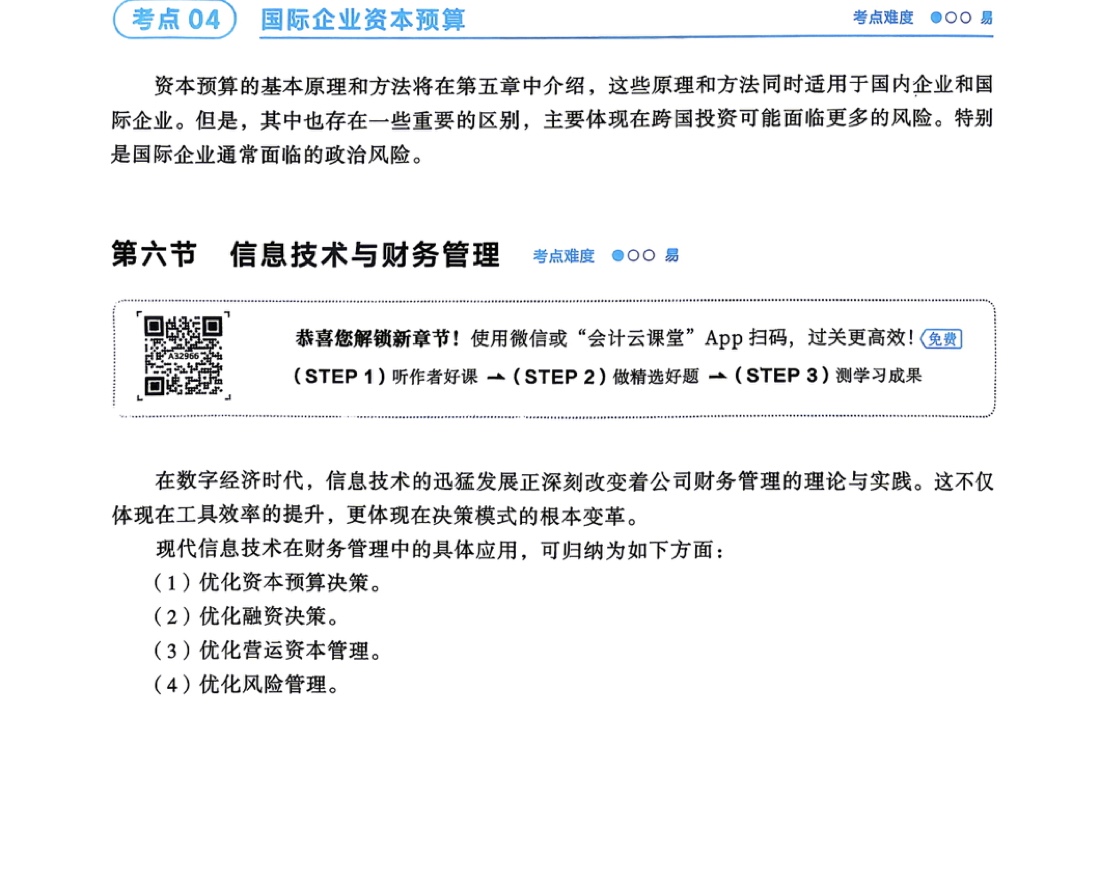 考点 04 国际企业资本预算 考点难度 易
资本预算的基本原理和方法将在第五章中介绍，这些原理和方法同时适用于国内企业和国
际企业。但是，其中也存在一些重要的区别，主要体现在跨国投资可能面临更多的风险。特别
是国际企业通常面临的政治风险。
第六节 信息技术与财务管理 考点难度 易
A32966
恭喜您解锁新章节！使用微信或“会计云课堂”App 扫码，过关更高效！免费
（STEP 1）听作者好课 ⇀（STEP 2）做精选好题 ⇀（STEP 3）测学习成果
在数字经济时代，信息技术的迅猛发展正深刻改变着公司财务管理的理论与实践。这不仅
体现在工具效率的提升，更体现在决策模式的根本变革。
现代信息技术在财务管理中的具体应用，可归纳为如下方面：
（1）优化资本预算决策。
（2）优化融资决策。
（3）优化营运资本管理。
（4）优化风险管理。